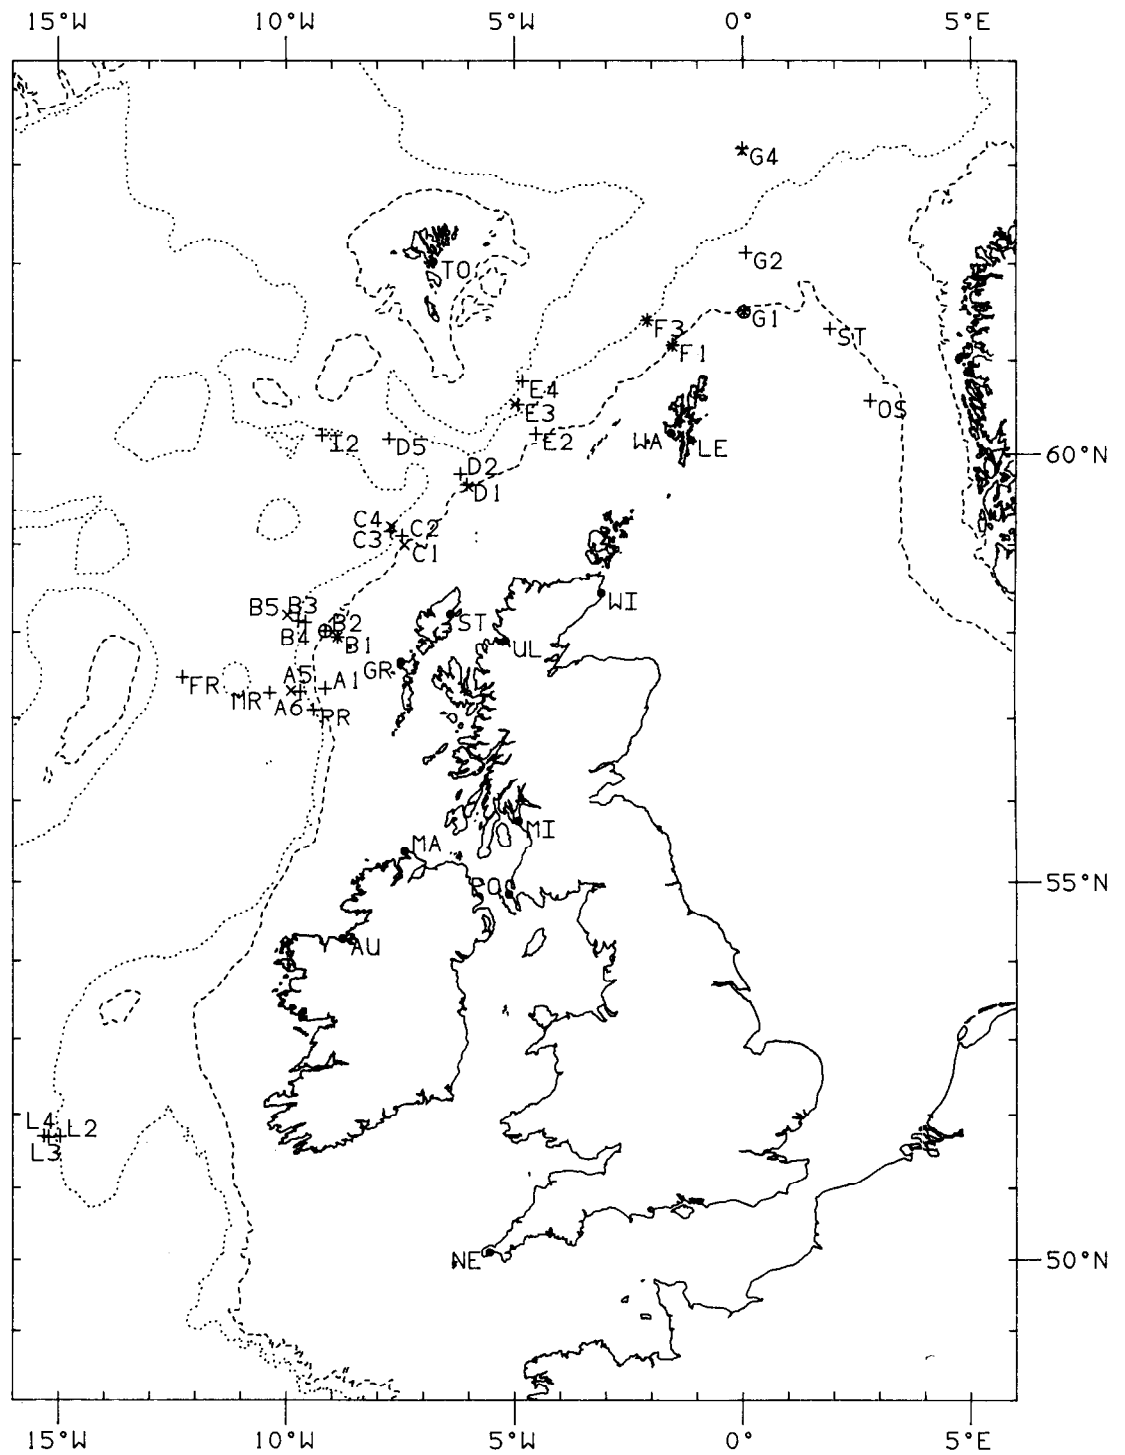 15°W 10°W 5°W 0° 5°E
G4
TO
G2
G1
F3
ST
F1
E4
E3
OS
I2 D5 E2 WA LE
60°N
D2
D1
C4 C2
C3
C1
B5 B3
WI
B2
ST
B4 B1
UL
GR
A5 A1
FR
MR A6 PR
MI
MA
PO
55°N
AU
L4 L2
L3
NE
50°N
15°W 10°W 5°W 0° 5°E